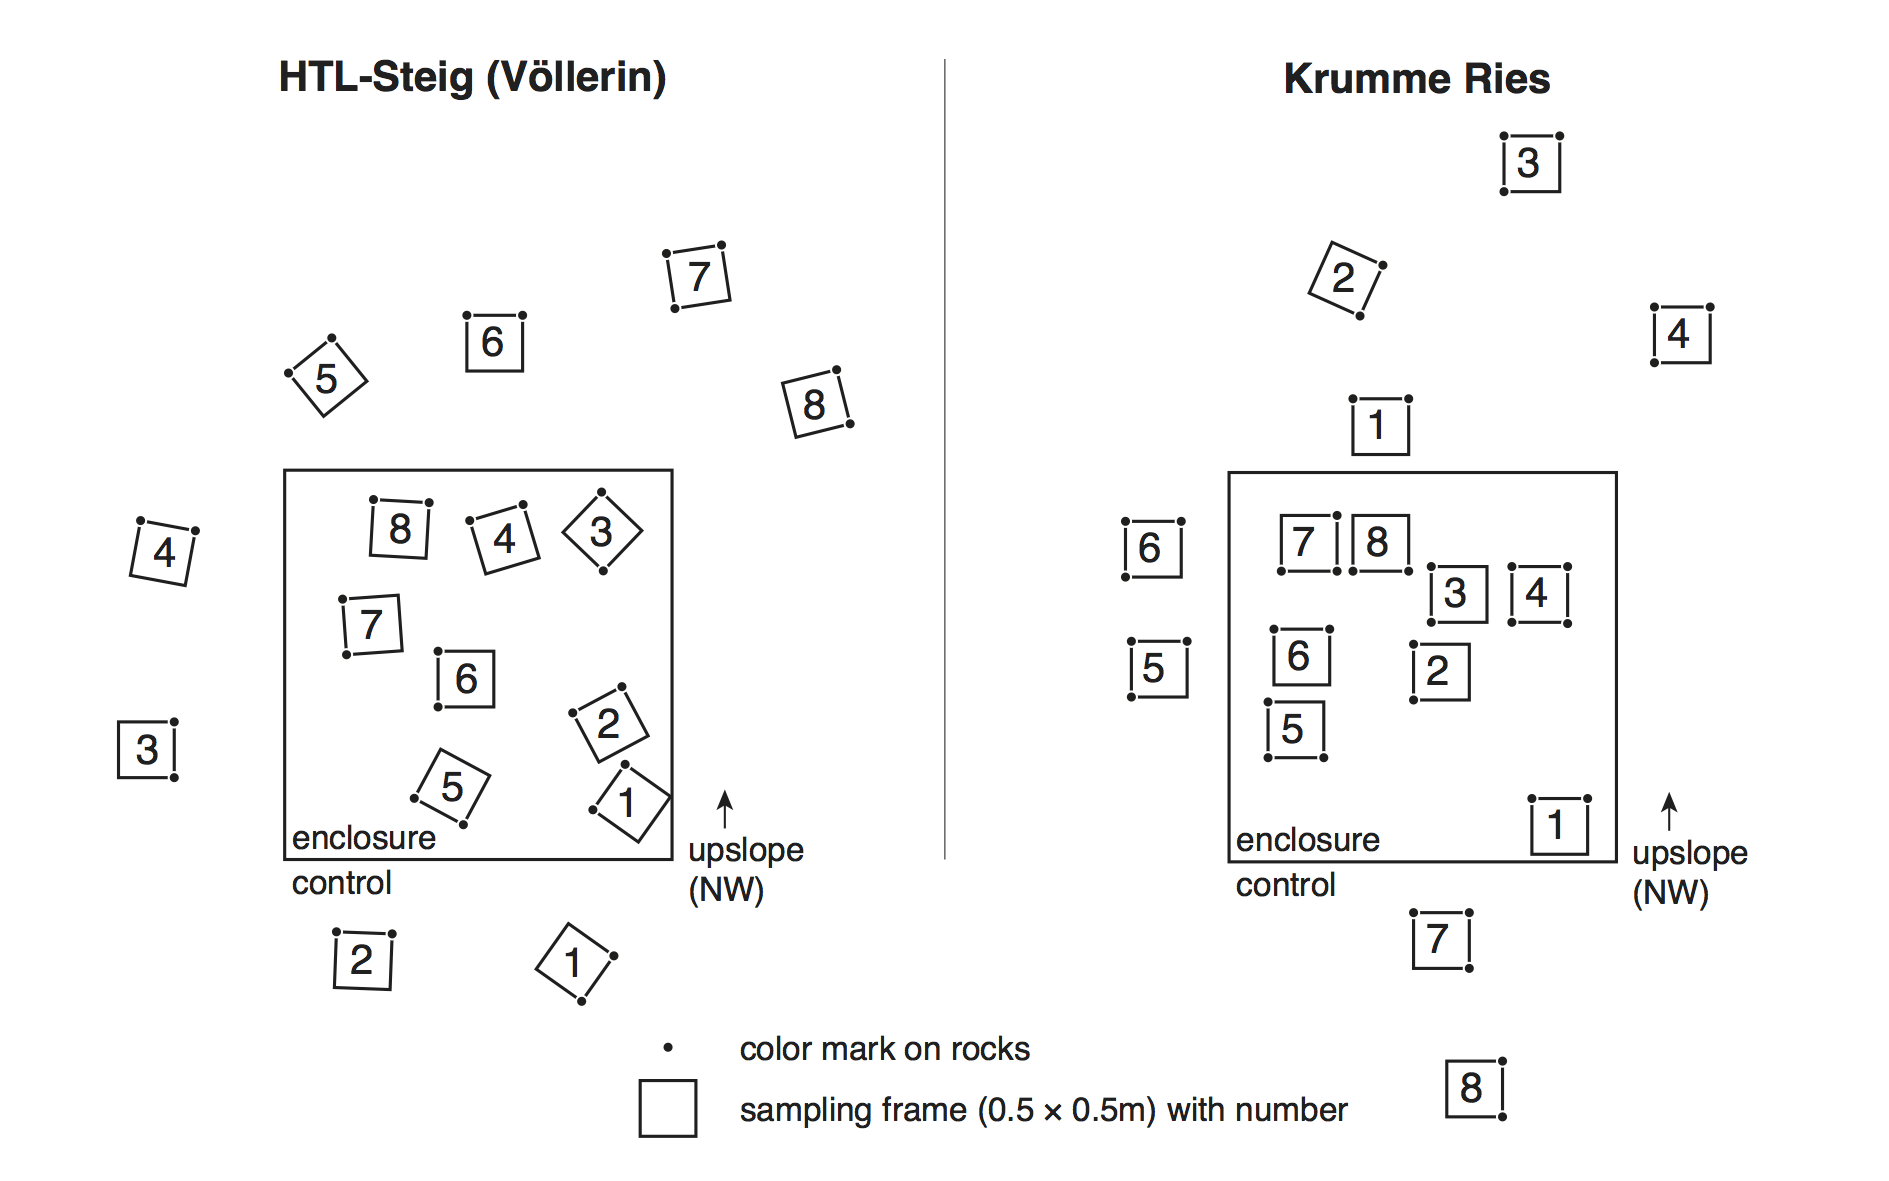 HTL-Steig (Völlerin)
7
6
5
8
8
4
3
4
7
6
2
3
5
1
enclosure
control
upslope
(NW)
2
1
Krumme Ries
3
2
4
1
6
7
8
3
4
6
5
2
5
1
enclosure
control
upslope
(NW)
7
8
color mark on rocks
sampling frame (0.5 × 0.5m) with number